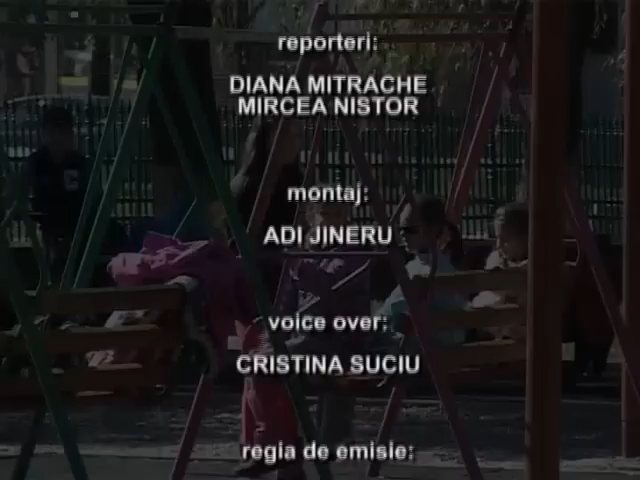 reporteri:
DIANA MITRACHE
MIRCEA NISTOR
montaj:
ADI JINERU
voice over:
CRISTINA SUCIU
regia de emisie: